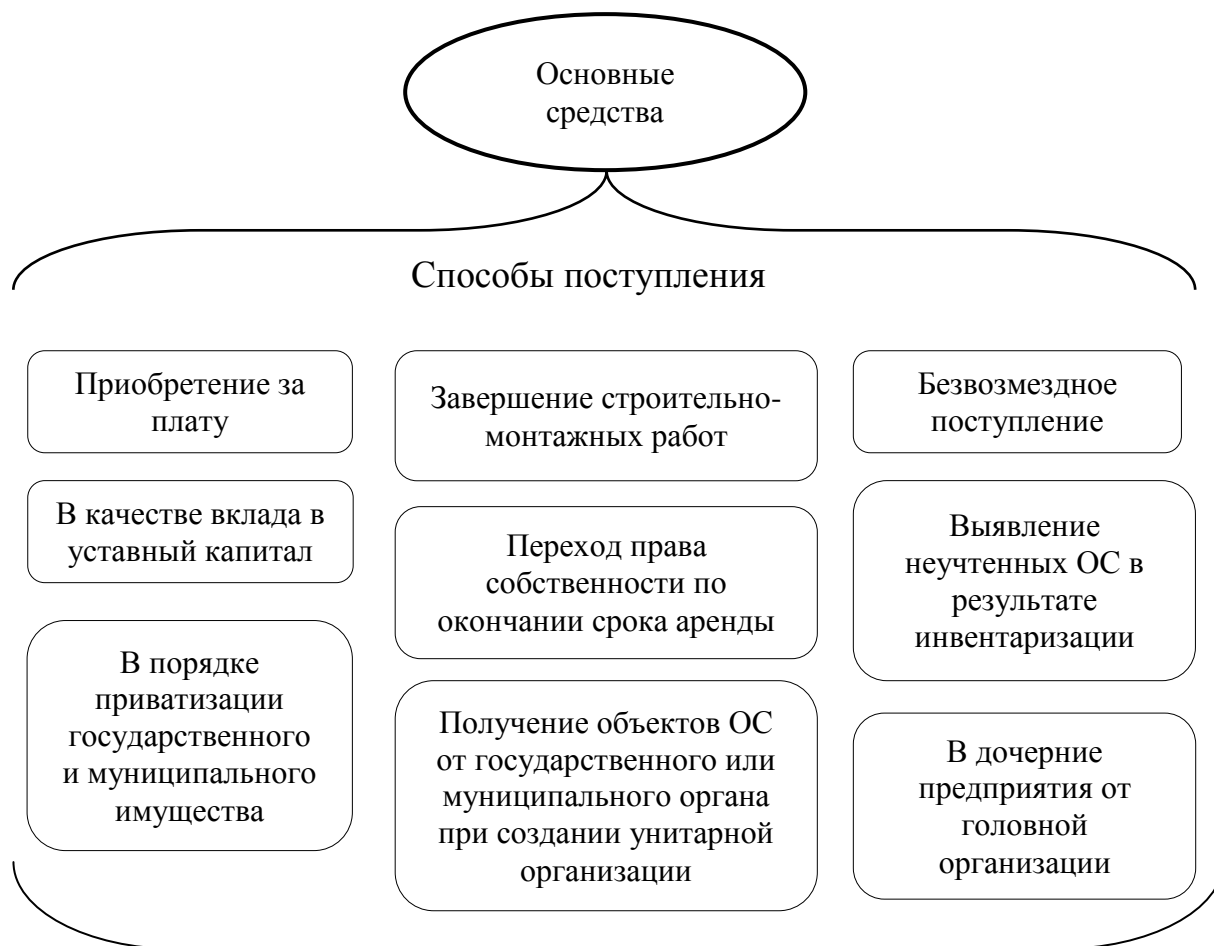 Основные
средства
Способы поступления
Приобретение за
плату
Завершение строительно-
монтажных работ
Безвозмездное
поступление
В качестве вклада в
уставный капитал
Переход права
собственности по
окончании срока аренды
Выявление
неучтенных ОС в
результате
инвентаризации
В порядке
приватизации
государственного
и муниципального
имущества
Получение объектов ОС
от государственного или
муниципального органа
при создании унитарной
организации
В дочерние
предприятия от
головной
организации